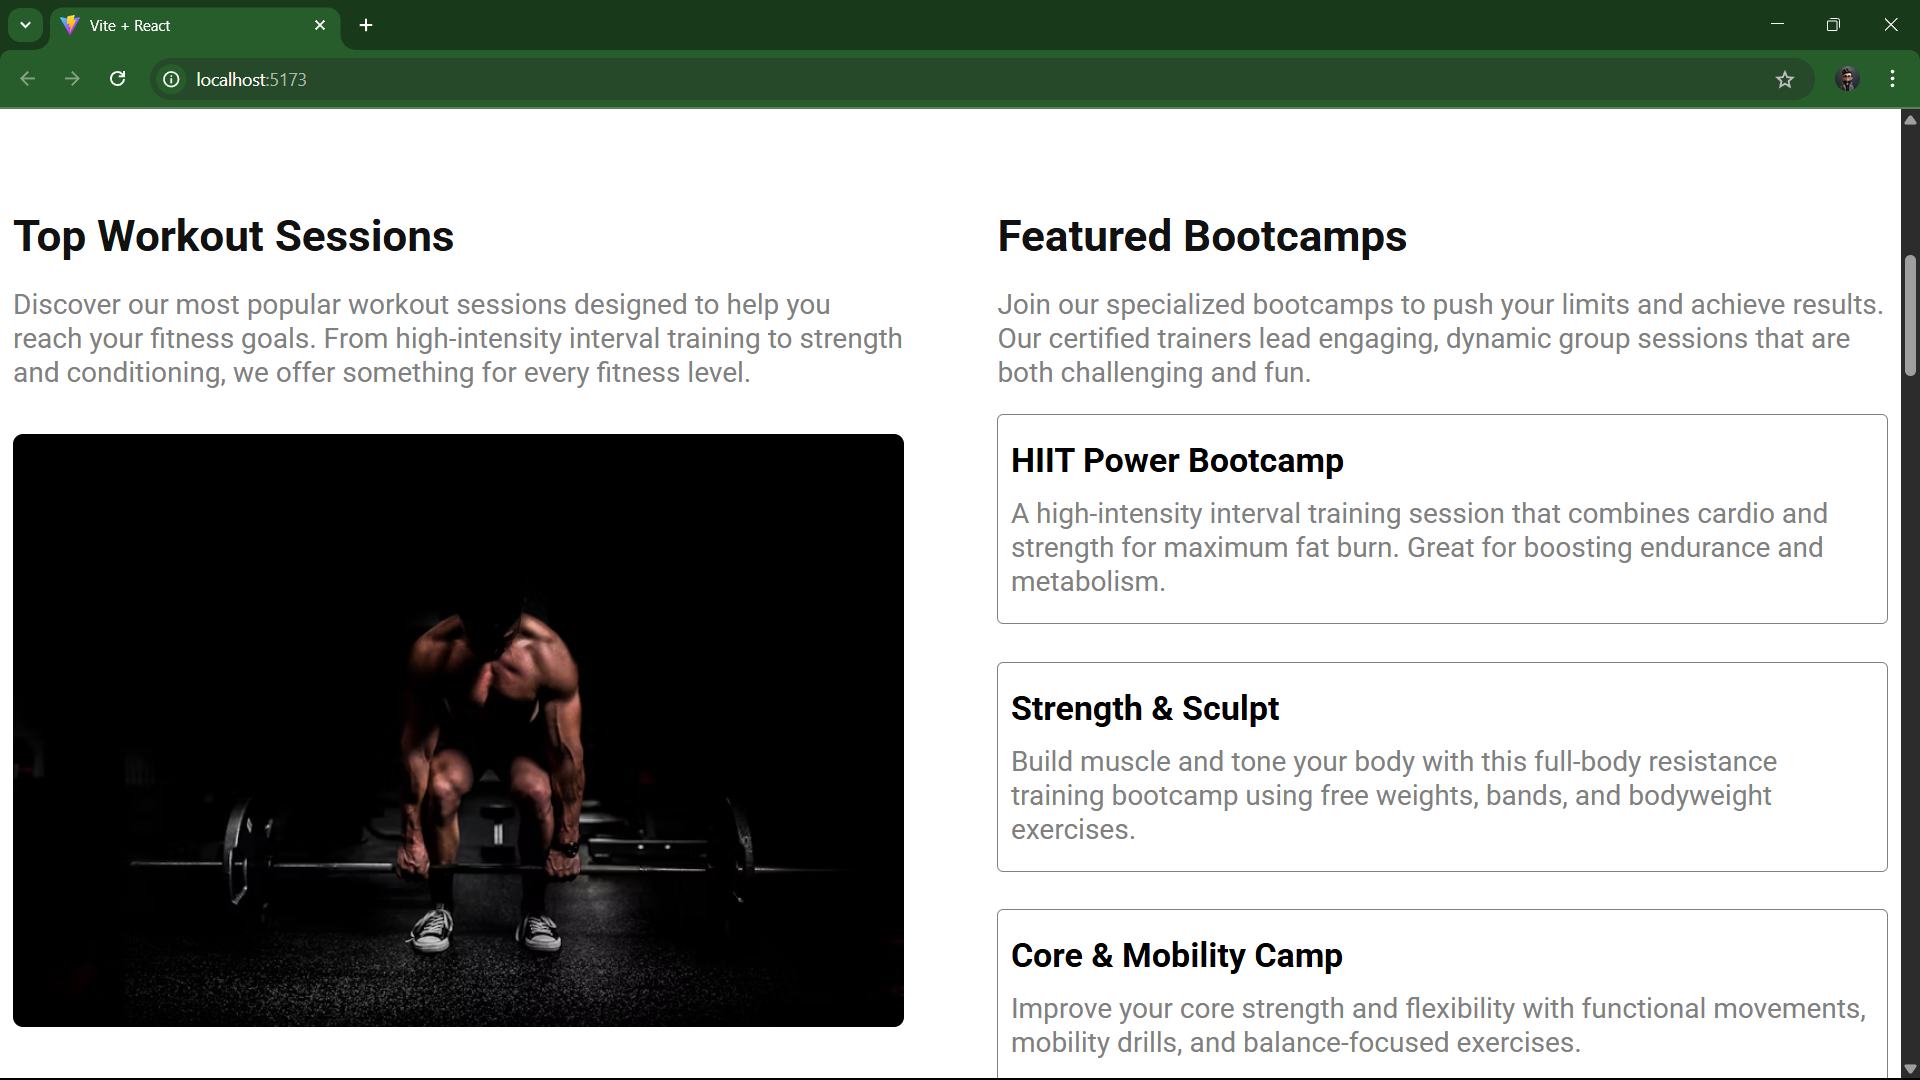 Vite + React
localhost:5173
Top Workout Sessions
Discover our most popular workout sessions designed to help you
reach your fitness goals. From high-intensity interval training to strength
and conditioning, we offer something for every fitness level.
Featured Bootcamps
Join our specialized bootcamps to push your limits and achieve results.
Our certified trainers lead engaging, dynamic group sessions that are
both challenging and fun.
HIIT Power Bootcamp
A high-intensity interval training session that combines cardio and
strength for maximum fat burn. Great for boosting endurance and
metabolism.
Strength & Sculpt
Build muscle and tone your body with this full-body resistance
training bootcamp using free weights, bands, and bodyweight
exercises.
Core & Mobility Camp
Improve your core strength and flexibility with functional movements,
mobility drills, and balance-focused exercises.